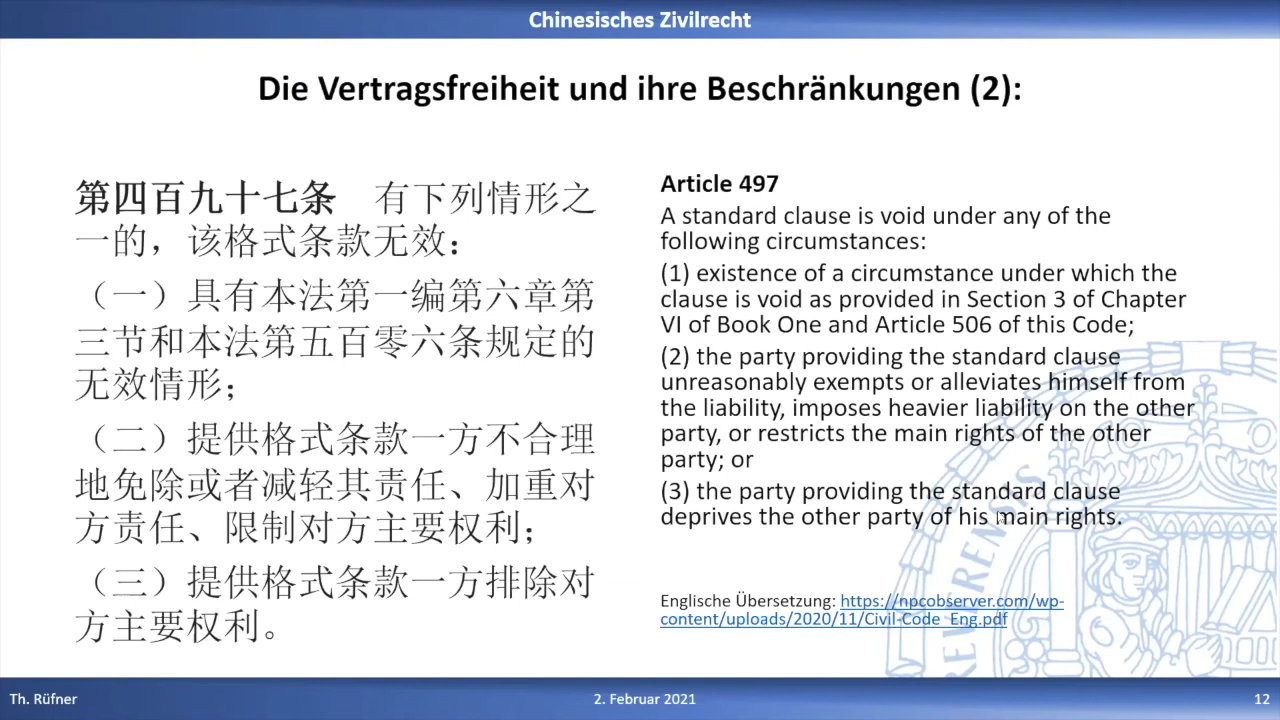 Chinesisches Zivilrecht
Die Vertragsfreiheit und ihre Beschränkungen (2):
第四百九十七条　有下列情形之
一的，该格式条款无效：
（一）具有本法第一编第六章第
三节和本法第五百零六条规定的
无效情形；
（二）提供格式条款一方不合理
地免除或者减轻其责任、加重对
方责任、限制对方主要权利；
（三）提供格式条款一方排除对
方主要权利。
Article 497
A standard clause is void under any of the
following circumstances:
(1) existence of a circumstance under which the
clause is void as provided in Section 3 of Chapter
VI of Book One and Article 506 of this Code;
(2) the party providing the standard clause
unreasonably exempts or alleviates himself from
the liability, imposes heavier liability on the other
party, or restricts the main rights of the other
party; or
(3) the party providing the standard clause
deprives the other party of his main rights.
Englische Übersetzung: https://npcobserver.com/wp-
content/uploads/2020/11/Civil-Code_Eng.pdf
REVERENSIS
Th. Rüfner
2. Februar 2021
12